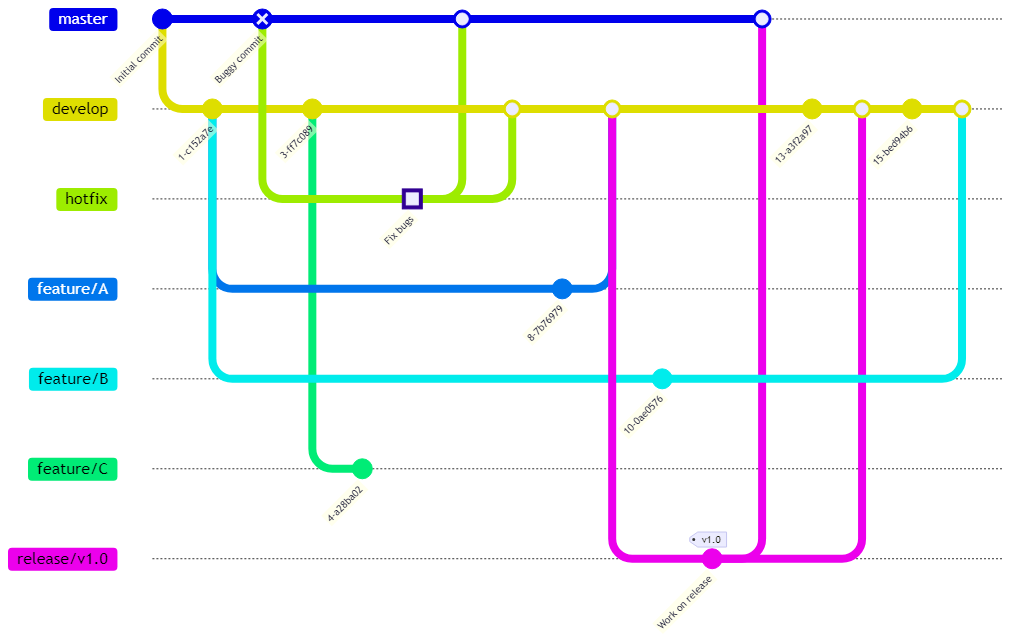 master
Initial commit
Buggy commit
develop
1-c152a7e
3-ff7c089
13-a3f2a97
15-bed94b6
hotfix
Fix bugs
feature/A
8-7b76979
feature/B
10-0ae0576
feature/C
4-a28ba02
v1.0
release/v1.0
Work on release